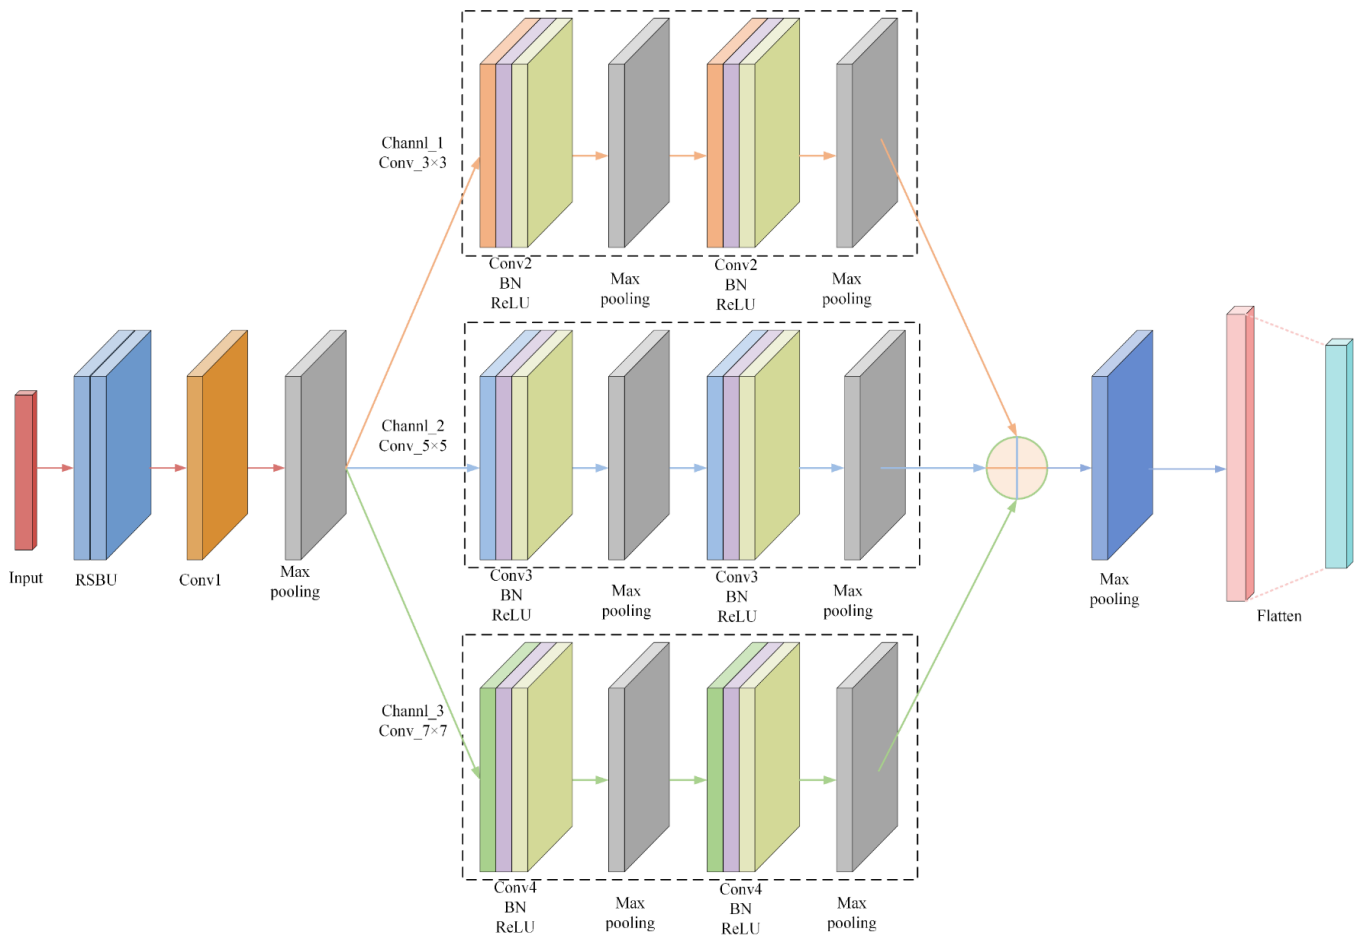 Channl_1
Conv_3×3
Conv2
BN
ReLU
Max
pooling
Conv2
BN
ReLU
Max
pooling
Input
RSBU
Conv1
Max
pooling
Channl_2
Conv_5×5
Conv3
BN
ReLU
Max
pooling
Conv3
BN
ReLU
Max
pooling
Max
pooling
Flatten
Channl_3
Conv_7×7
Conv4
BN
ReLU
Max
pooling
Conv4
BN
ReLU
Max
pooling